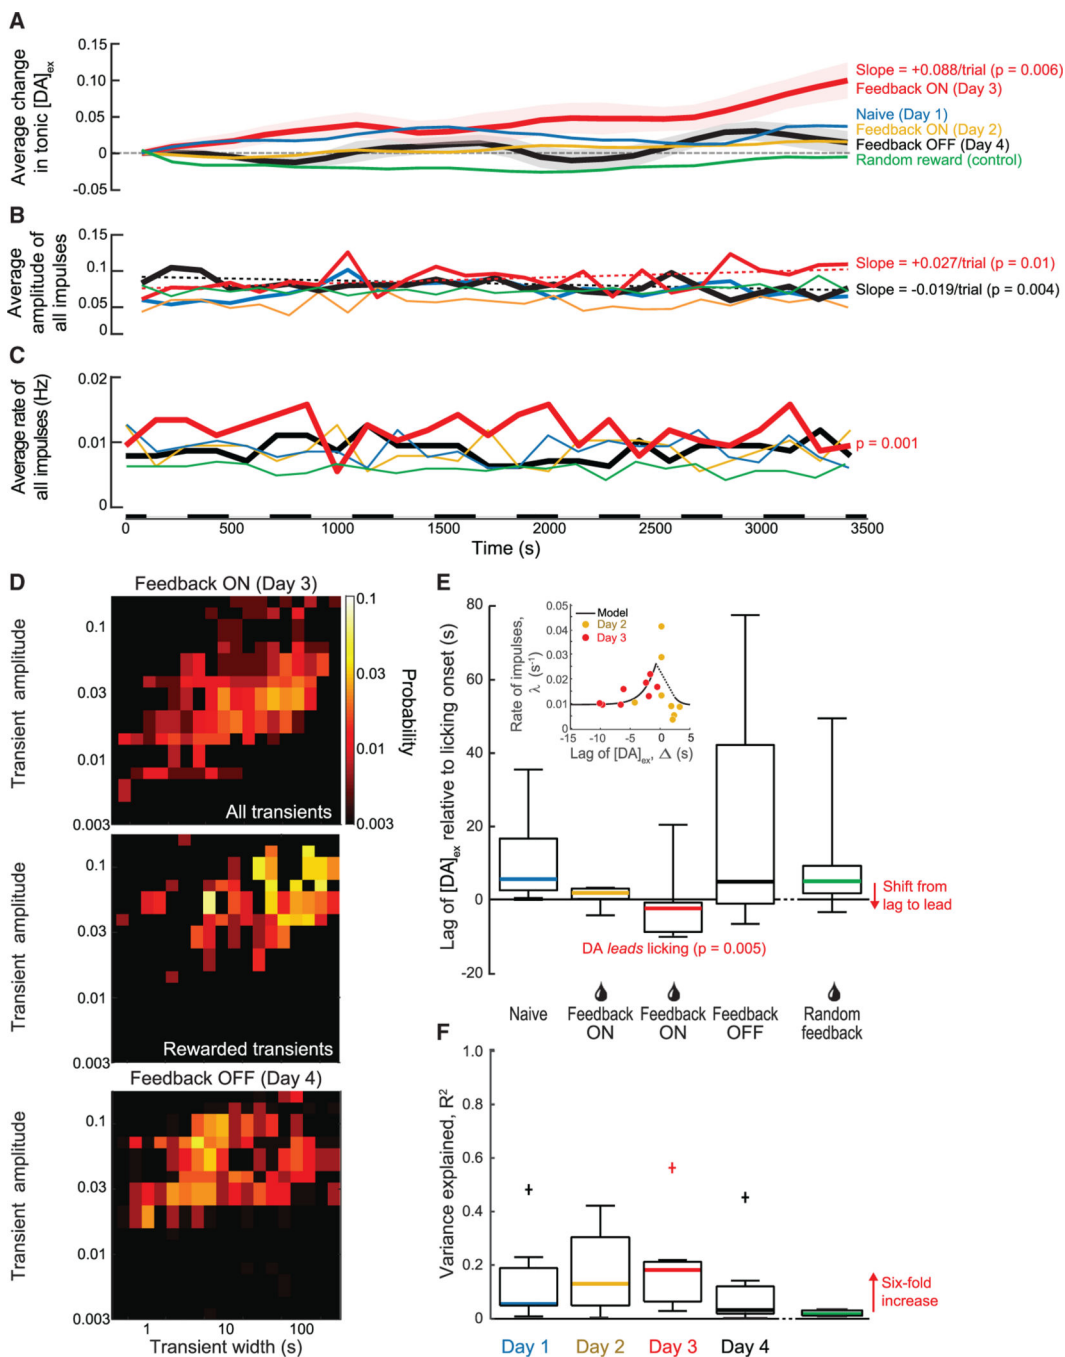 A
Average change
in tonic [DA]ex
0.15
0.10
0.05
0
-0.05
Slope = +0.088/trial (p = 0.006)
Feedback ON (Day 3)
Naive (Day 1)
Feedback ON (Day 2)
Feedback OFF (Day 4)
Random reward (control)
B
Average
amplitude of
all impulses
0.15
0.1
0.05
0
Slope = +0.027/trial (p = 0.01)
Slope = -0.019/trial (p = 0.004)
C
Average rate of
all impulses (Hz)
0.02
0.01
0
p = 0.001
0 500 1000 1500 2000 2500 3000 3500
Time (s)
D
Feedback ON (Day 3)
Transient amplitude
0.1
0.03
0.01
0.003
All transients
0.1
0.01
0.003
Probability
Transient amplitude
0.1
0.03
0.01
0.003
Rewarded transients
Feedback OFF (Day 4)
Transient amplitude
0.1
0.03
0.01
0.003
1 10 100
Transient width (s)
E
Lag of [DA]ex relative to licking onset (s)
80
60
40
20
0
-20
Rate of impulses,
λ (s⁻¹)
0.05
0.04
0.03
0.02
0.01
0
Model
Day 2
Day 3
-15 -10 -5 0 5
Lag of [DA]ex, Δ (s)
Shift from
lag to lead
DA leads licking (p = 0.005)
Naive
Feedback
ON
Feedback
ON
Feedback
OFF
Random
feedback
F
Variance explained, R²
1.0
0.8
0.6
0.4
0.2
0
Six-fold
increase
Day 1 Day 2 Day 3 Day 4